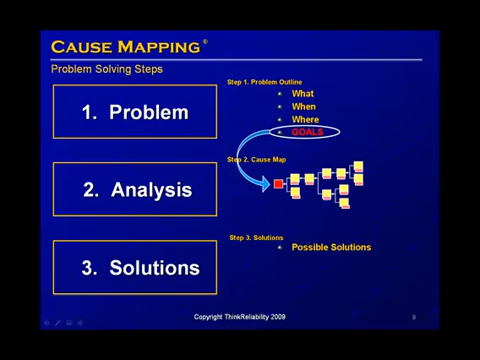 CAUSE MAPPING®
Problem Solving Steps
1. Problem
Step 1. Problem Outline
What
When
Where
GOALS
2. Analysis
Step 2. Cause Map
3. Solutions
Step 3. Solutions
Possible Solutions
Copyright ThinkReliability 2009
9